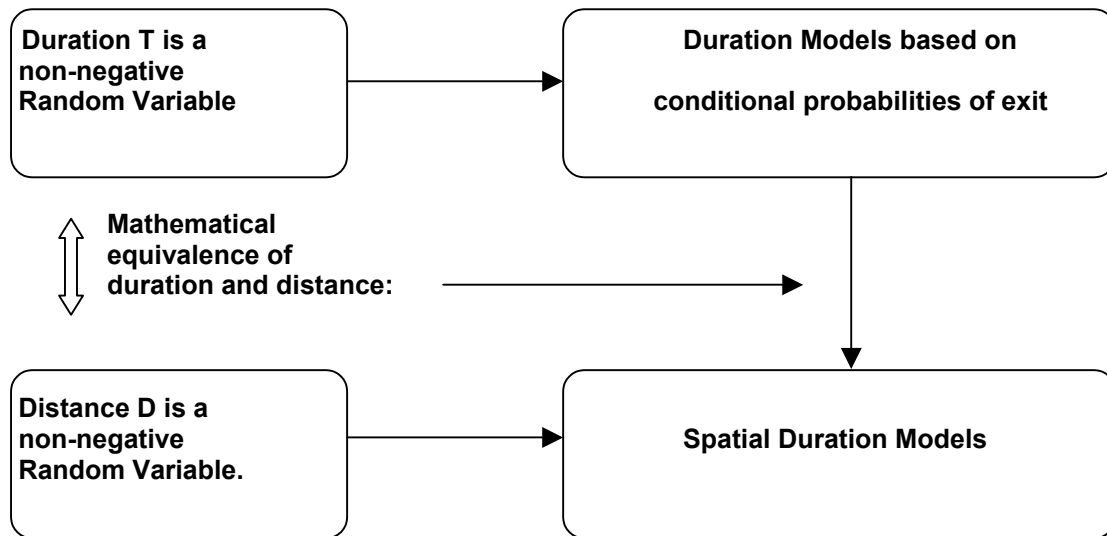 Duration T is a
non-negative
Random Variable
Duration Models based on
conditional probabilities of exit
Mathematical
equivalence of
duration and distance:
Distance D is a
non-negative
Random Variable.
Spatial Duration Models